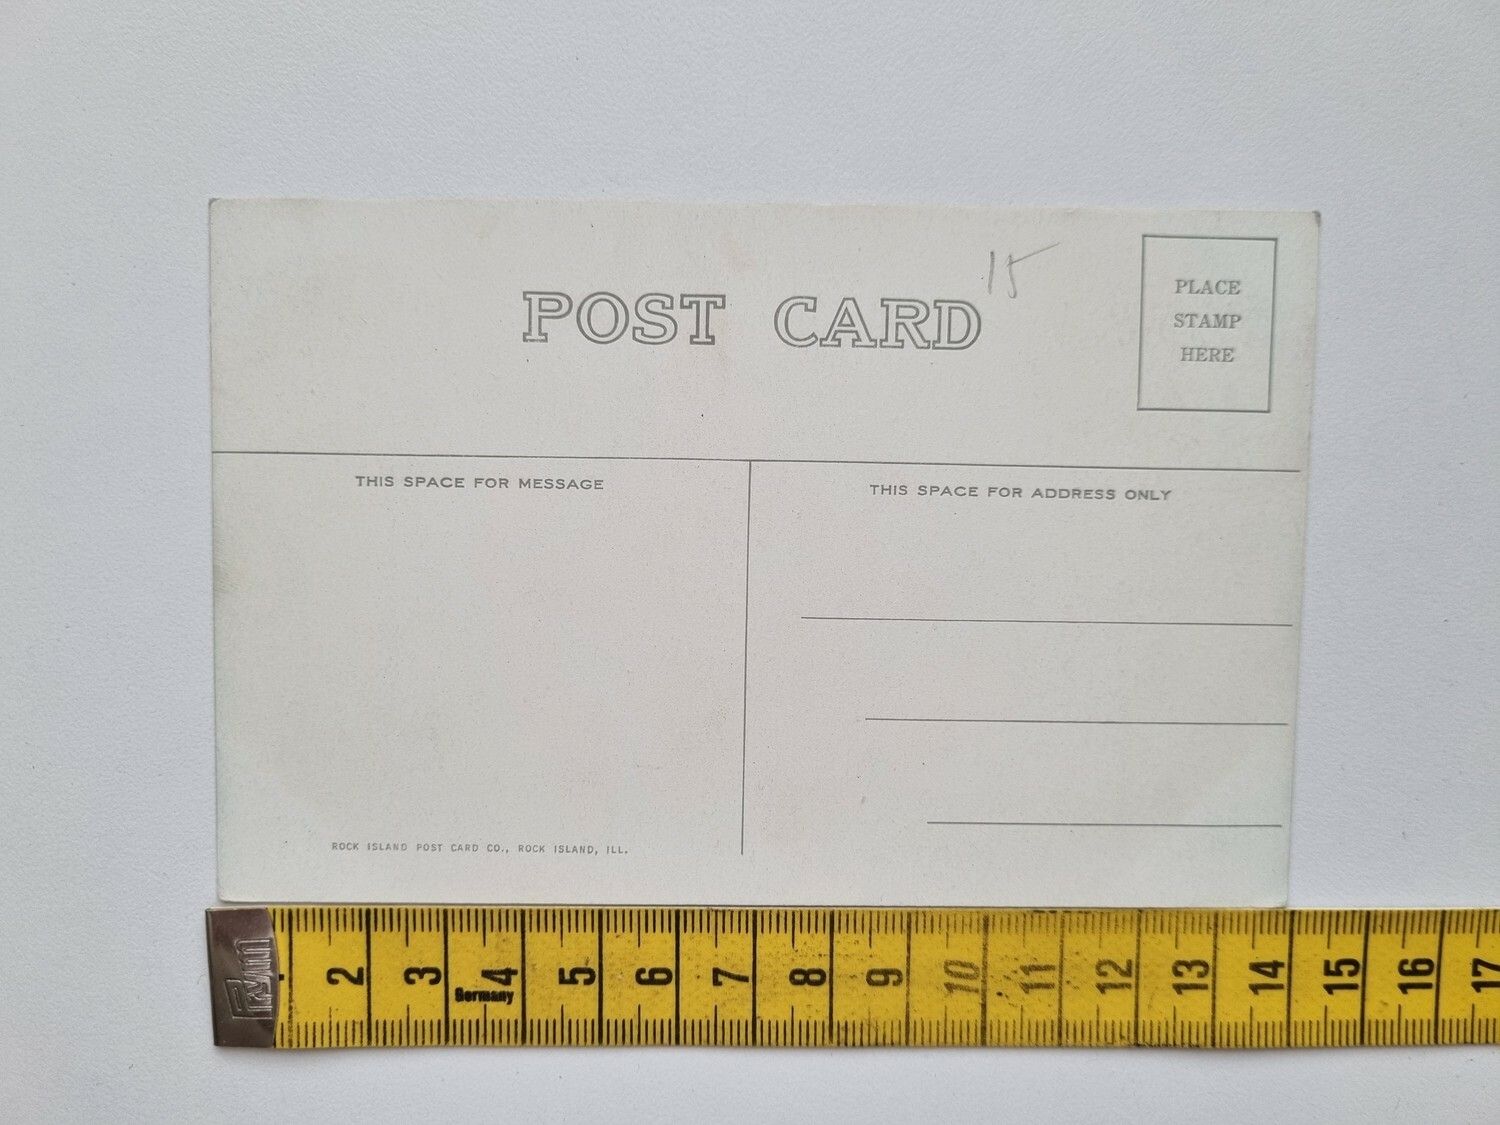 15
POST CARD
PLACE
STAMP
HERE
THIS SPACE FOR MESSAGE
THIS SPACE FOR ADDRESS ONLY
ROCK ISLAND POST CARD CO., ROCK ISLAND, ILL.
2 3 4 5 6 7 8 9 10 11 12 13 14 15 16 17
Germany